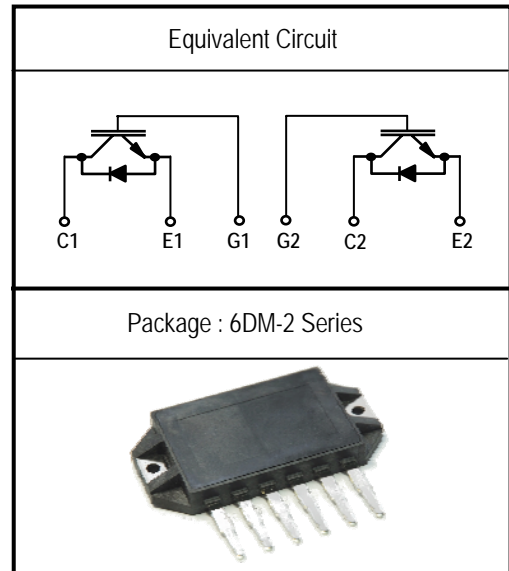 Equivalent Circuit
C1 E1 G1 G2 C2 E2
Package : 6DM-2 Series